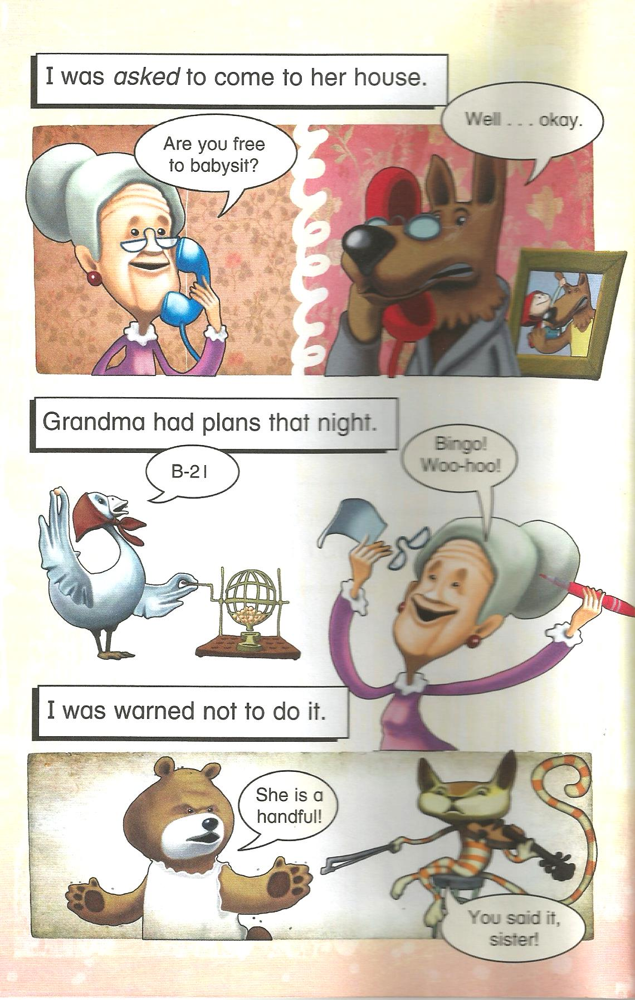 I was asked to come to her house.
Well . . . okay.
Are you free
to babysit?
Grandma had plans that night.
Bingo!
Woo-hoo!
B-21
I was warned not to do it.
She is a
handful!
You said it,
sister!